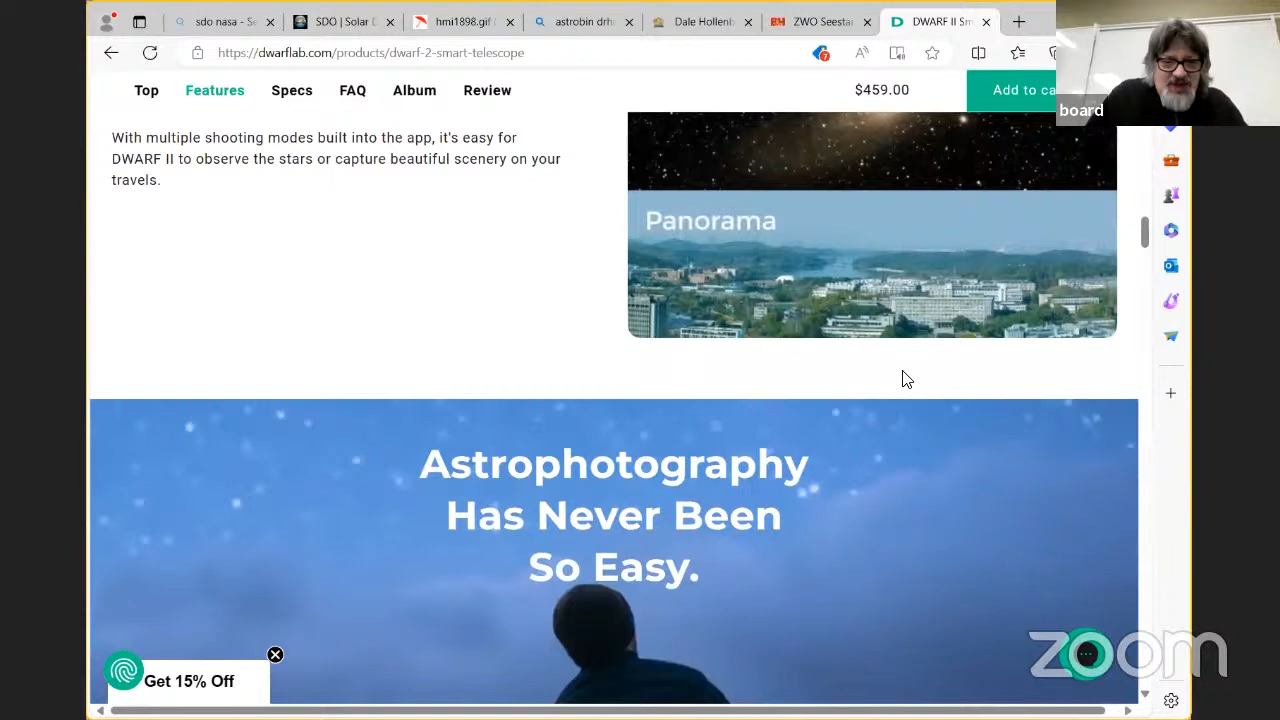 sdo nasa - Se
SDO | Solar D
hmi1898.gif (
astrobin drh
Dale Hollenb
BH
ZWO Seestar
D
DWARF II Sm
https://dwarflab.com/products/dwarf-2-smart-telescope
7
Top
Features
Specs
FAQ
Album
Review
$459.00
Add to ca
board
With multiple shooting modes built into the app, it's easy for
DWARF II to observe the stars or capture beautiful scenery on your
travels.
Panorama
Astrophotography
Has Never Been
So Easy.
Get 15% Off
zoom